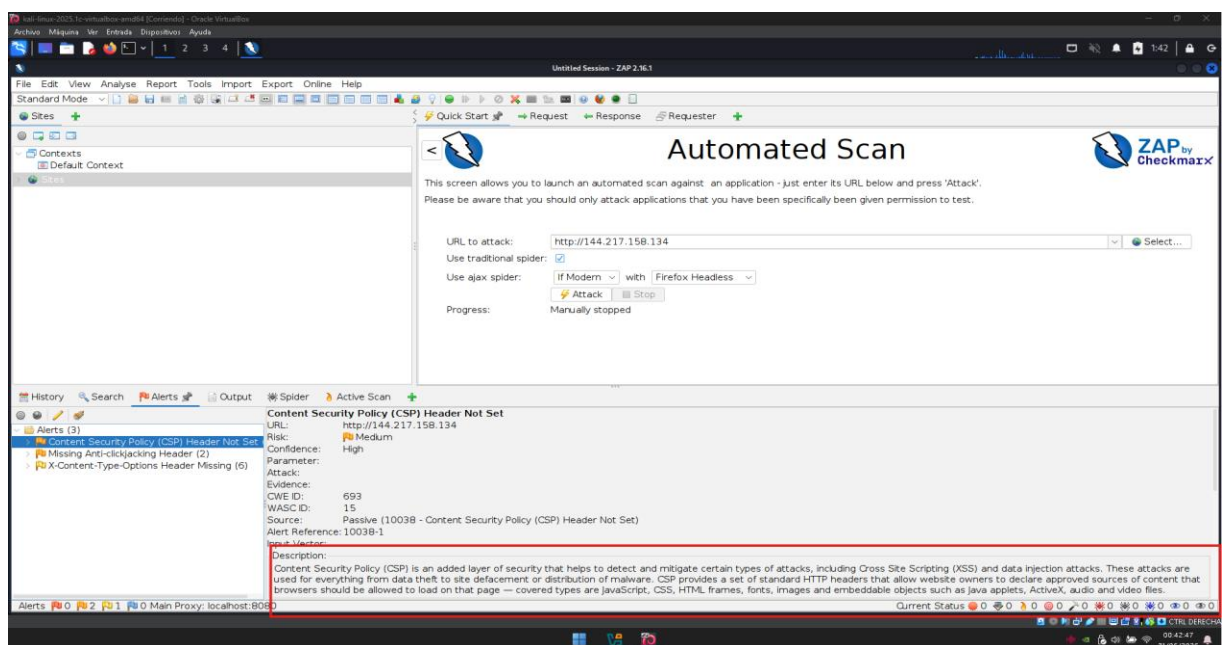 kali-linux-2025.1c-virtualbox-amd64 [Corriendo] - Oracle VirtualBox
Archivo Máquina Ver Entrada Dispositivos Ayuda
1 2 3 4
1:42
Untitled Session - ZAP 2.16.1
File Edit View Analyse Report Tools Import Export Online Help
Standard Mode
Sites
Quick Start Request Response Requester
Contexts
Default Context
Sites
<
Automated Scan
ZAP by
Checkmarx
This screen allows you to launch an automated scan against an application - just enter its URL below and press 'Attack'.
Please be aware that you should only attack applications that you have been specifically been given permission to test.
URL to attack: http://144.217.158.134 Select...
Use traditional spider:
Use ajax spider: If Modern with Firefox Headless
Attack Stop
Progress: Manually stopped
History Search Alerts Output Spider Active Scan
Alerts (3)
Content Security Policy (CSP) Header Not Set
Missing Anti-clickjacking Header (2)
X-Content-Type-Options Header Missing (6)
Content Security Policy (CSP) Header Not Set
URL: http://144.217.158.134
Risk: Medium
Confidence: High
Parameter:
Attack:
Evidence:
CWE ID: 693
WASC ID: 15
Source: Passive (10038 - Content Security Policy (CSP) Header Not Set)
Alert Reference: 10038-1
Input Vector:
Description:
Content Security Policy (CSP) is an added layer of security that helps to detect and mitigate certain types of attacks, including Cross Site Scripting (XSS) and data injection attacks. These attacks are
used for everything from data theft to site defacement or distribution of malware. CSP provides a set of standard HTTP headers that allow website owners to declare approved sources of content that
browsers should be allowed to load on that page — covered types are JavaScript, CSS, HTML frames, fonts, images and embeddable objects such as Java applets, ActiveX, audio and video files.
Alerts 0 2 1 0 Main Proxy: localhost:8080
Current Status 0 0 0 0 0 0 0 0 0 0
CTRL DERECHA
00:42:47